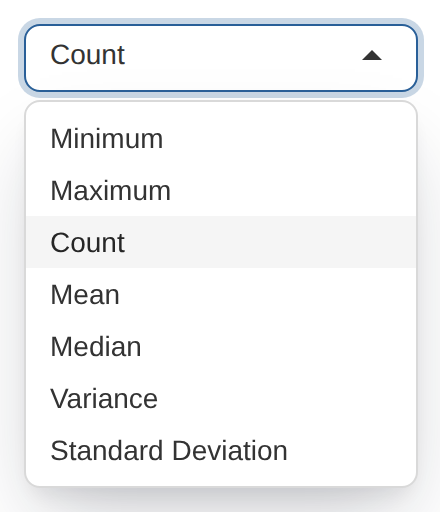 Count
Minimum
Maximum
Count
Mean
Median
Variance
Standard Deviation